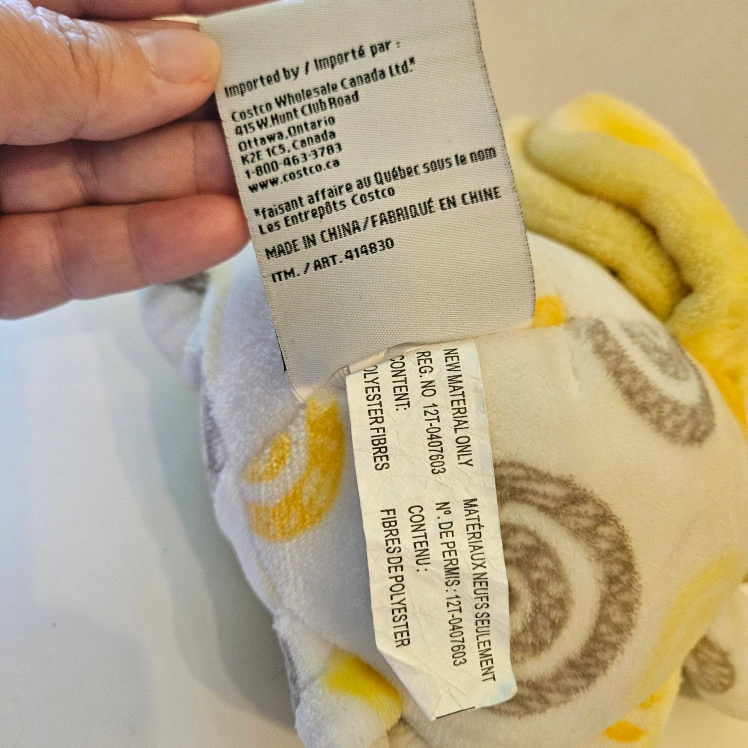 Imported by / Importé par :
Costco Wholesale Canada Ltd.*
415 W.Hunt Club Road
Ottawa,Ontario
K2E 1C5,Canada
1-800-463-3783
www.costco.ca
*faisant affaire au Québec sous le nom
Les Entrepôts Costco
MADE IN CHINA/FABRIQUÉ EN CHINE
ITM. / ART. 414830
NEW MATERIAL ONLY
REG. NO 12T-0407603
CONTENT:
OLYESTER FIBRES
MATÉRIAUX NEUFS SEULEMENT
Nº. DE PERMIS : 12T-0407603
CONTENU :
FIBRES DE POLYESTER